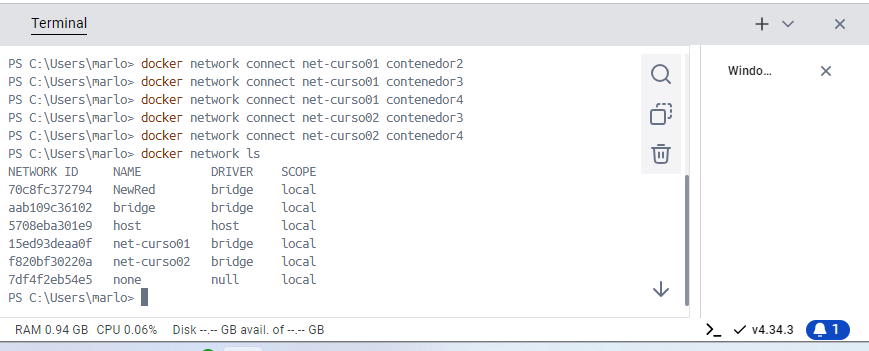 Terminal
PS C:\Users\marlo> docker network connect net-curso01 contenedor2
PS C:\Users\marlo> docker network connect net-curso01 contenedor3
PS C:\Users\marlo> docker network connect net-curso01 contenedor4
PS C:\Users\marlo> docker network connect net-curso02 contenedor3
PS C:\Users\marlo> docker network connect net-curso02 contenedor4
PS C:\Users\marlo> docker network ls
NETWORK ID NAME DRIVER SCOPE
70c8fc372794 NewRed bridge local
aab109c36102 bridge bridge local
5708eba301e9 host host local
15ed93deaa0f net-curso01 bridge local
f820bf30220a net-curso02 bridge local
7df4f2eb54e5 none null local
PS C:\Users\marlo>
Windo...
RAM 0.94 GB CPU 0.06% Disk --.-- GB avail. of --.-- GB
v4.34.3
1